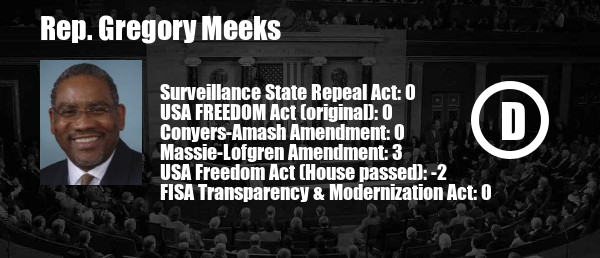 Rep. Gregory Meeks
Surveillance State Repeal Act: 0
USA FREEDOM Act (original): 0
Conyers-Amash Amendment: 0
Massie-Lofgren Amendment: 3
USA Freedom Act (House passed): -2
FISA Transparency & Modernization Act: 0
D